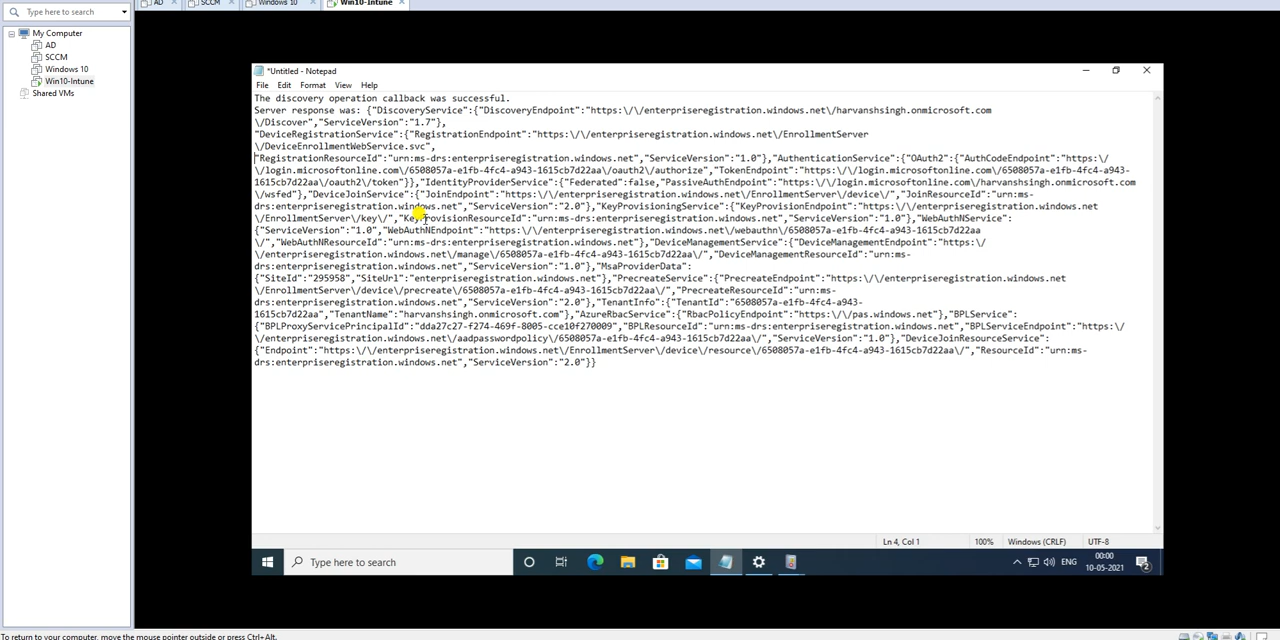 Type here to search
AD
SCCM
Windows 10
Win10-Intune
My Computer
AD
SCCM
Windows 10
Win10-Intune
Shared VMs
*Untitled - Notepad
File Edit Format View Help
The discovery operation callback was successful.
Server response was: {"DiscoveryService":{"DiscoveryEndpoint":"https:\/\/enterpriseregistration.windows.net\/harvanshsingh.onmicrosoft.com
\/Discover","ServiceVersion":"1.7"},
"DeviceRegistrationService":{"RegistrationEndpoint":"https:\/\/enterpriseregistration.windows.net\/EnrollmentServer
\/DeviceEnrollmentWebService.svc",
"RegistrationResourceId":"urn:ms-drs:enterpriseregistration.windows.net","ServiceVersion":"1.0"},"AuthenticationService":{"OAuth2":{"AuthCodeEndpoint":"https:\/
\/login.microsoftonline.com\/6508057a-e1fb-4fc4-a943-1615cb7d22aa\/oauth2\/authorize","TokenEndpoint":"https:\/\/login.microsoftonline.com\/6508057a-e1fb-4fc4-a943-
1615cb7d22aa\/oauth2\/token"}},"IdentityProviderService":{"Federated":false,"PassiveAuthEndpoint":"https:\/\/login.microsoftonline.com\/harvanshsingh.onmicrosoft.com
\/wsfed"},"DeviceJoinService":{"JoinEndpoint":"https:\/\/enterpriseregistration.windows.net\/EnrollmentServer\/device\/","JoinResourceId":"urn:ms-
drs:enterpriseregistration.windows.net","ServiceVersion":"2.0"},"KeyProvisioningService":{"KeyProvisionEndpoint":"https:\/\/enterpriseregistration.windows.net
\/EnrollmentServer\/key\/","KeyProvisionResourceId":"urn:ms-drs:enterpriseregistration.windows.net","ServiceVersion":"1.0"},"WebAuthNService":
{"ServiceVersion":"1.0","WebAuthNEndpoint":"https:\/\/enterpriseregistration.windows.net\/webauthn\/6508057a-e1fb-4fc4-a943-1615cb7d22aa
\/","WebAuthNResourceId":"urn:ms-drs:enterpriseregistration.windows.net"},"DeviceManagementService":{"DeviceManagementEndpoint":"https:\/
\/enterpriseregistration.windows.net\/manage\/6508057a-e1fb-4fc4-a943-1615cb7d22aa\/","DeviceManagementResourceId":"urn:ms-
drs:enterpriseregistration.windows.net","ServiceVersion":"1.0"},"MsaProviderData":
{"SiteId":"295958","SiteUrl":"enterpriseregistration.windows.net"},"PrecreateService":{"PrecreateEndpoint":"https:\/\/enterpriseregistration.windows.net
\/EnrollmentServer\/device\/precreate\/6508057a-e1fb-4fc4-a943-1615cb7d22aa\/","PrecreateResourceId":"urn:ms-
drs:enterpriseregistration.windows.net","ServiceVersion":"2.0"},"TenantInfo":{"TenantId":"6508057a-e1fb-4fc4-a943-
1615cb7d22aa","TenantName":"harvanshsingh.onmicrosoft.com"},"AzureRbacService":{"RbacPolicyEndpoint":"https:\/\/pas.windows.net"},"BPLService":
{"BPLProxyServicePrincipalId":"dda27c27-f274-469f-8005-cce10f270009","BPLResourceId":"urn:ms-drs:enterpriseregistration.windows.net","BPLServiceEndpoint":"https:\/
\/enterpriseregistration.windows.net\/aadpasswordpolicy\/6508057a-e1fb-4fc4-a943-1615cb7d22aa\/","ServiceVersion":"1.0"},"DeviceJoinResourceService":
{"Endpoint":"https:\/\/enterpriseregistration.windows.net\/EnrollmentServer\/device\/resource\/6508057a-e1fb-4fc4-a943-1615cb7d22aa\/","ResourceId":"urn:ms-
drs:enterpriseregistration.windows.net","ServiceVersion":"2.0"}}
Ln 4, Col 1 100% Windows (CRLF) UTF-8
Type here to search
ENG
00:00
10-05-2021
2
To return to your computer, move the mouse pointer outside or press Ctrl+Alt.